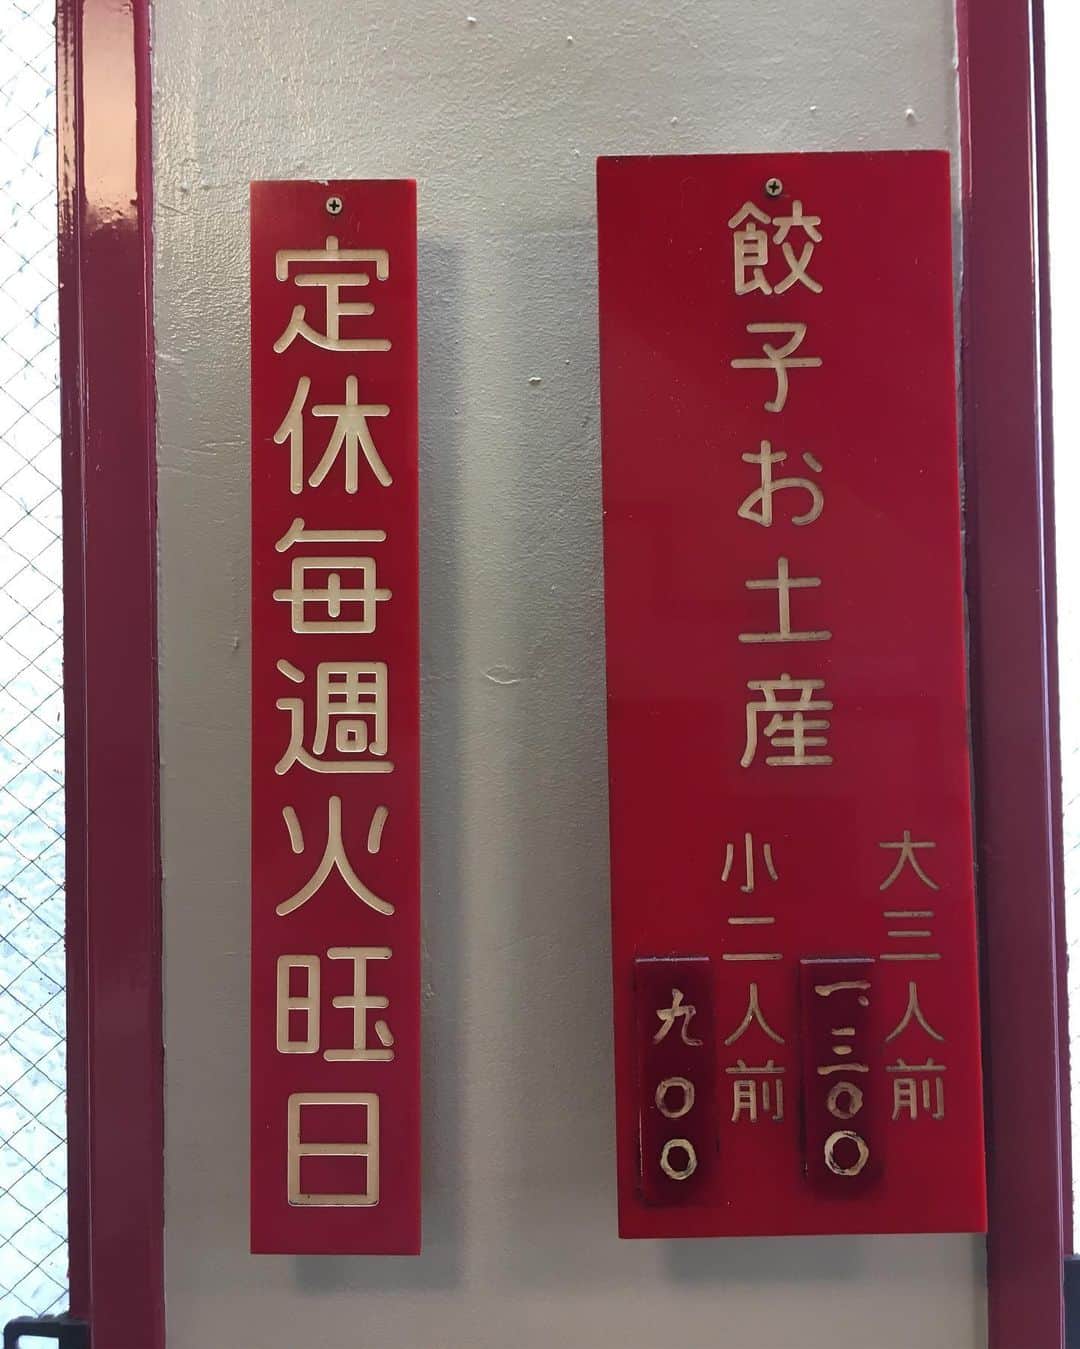 餃子お土産
大三人前
一、三〇〇
小二人前
九〇〇
定休毎週火旺日